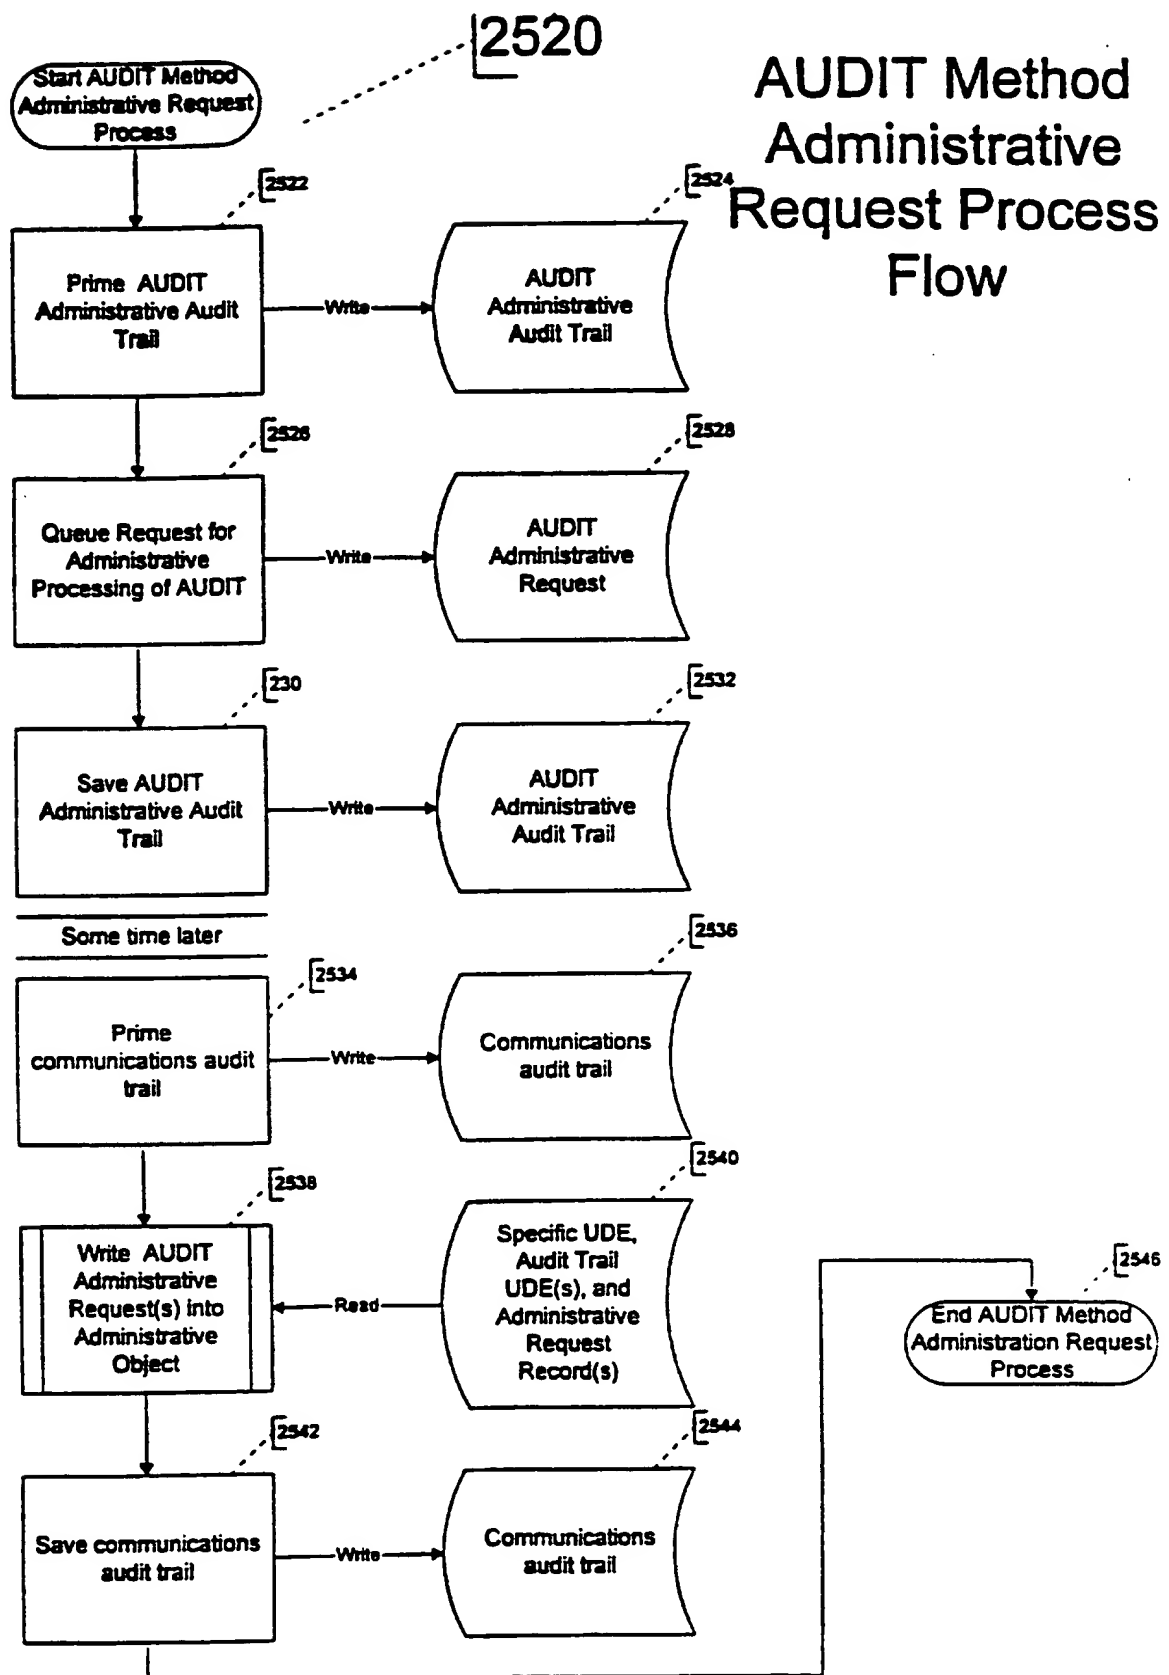 2520
AUDIT Method
Administrative
Request Process
Flow
Start AUDIT Method
Administrative Request
Process
2522
Prime AUDIT
Administrative Audit
Trail
Write
2524
AUDIT
Administrative
Audit Trail
2526
Queue Request for
Administrative
Processing of AUDIT
Write
2528
AUDIT
Administrative
Request
230
Save AUDIT
Administrative Audit
Trail
Write
2532
AUDIT
Administrative
Audit Trail
Some time later
2534
Prime
communications audit
trail
Write
2536
Communications
audit trail
2538
Write AUDIT
Administrative
Request(s) into
Administrative
Object
Read
2540
Specific UDE,
Audit Trail
UDE(s), and
Administrative
Request
Record(s)
2542
Save communications
audit trail
Write
2544
Communications
audit trail
2546
End AUDIT Method
Administration Request
Process